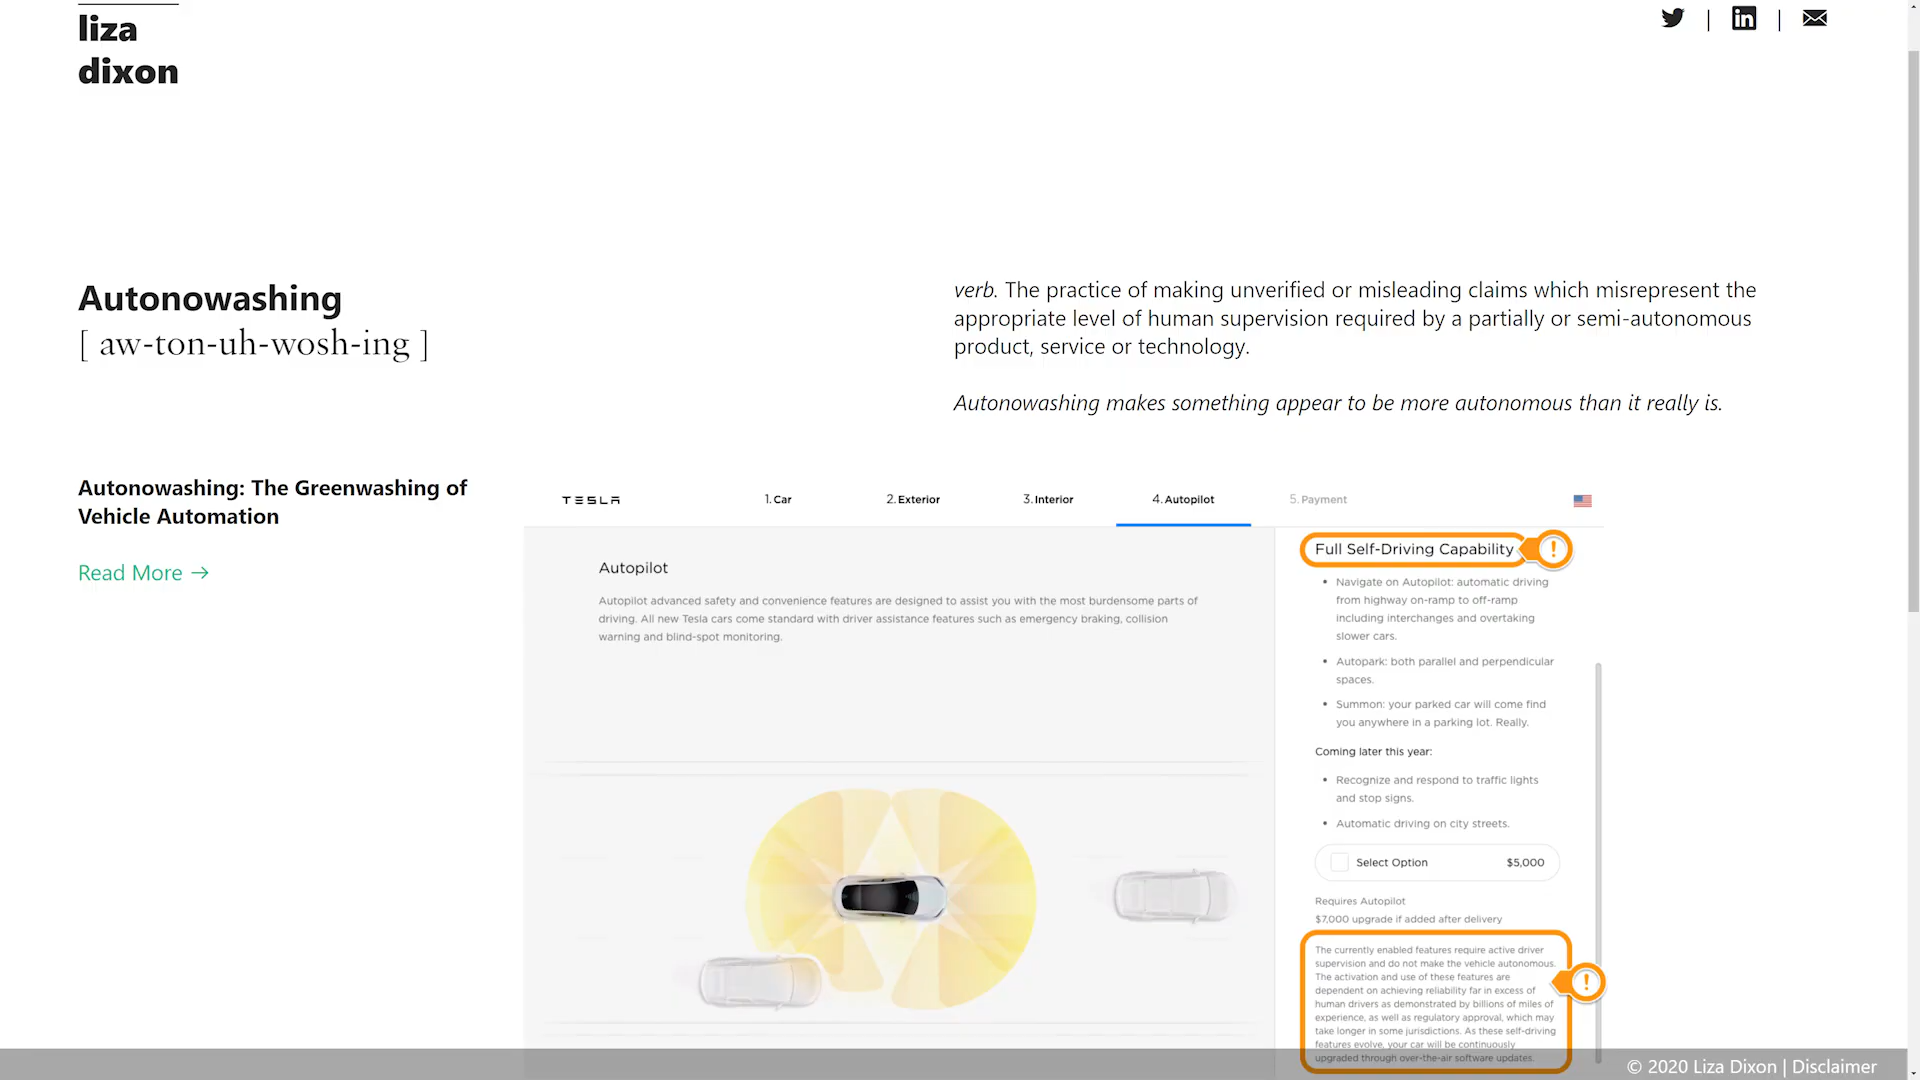 liza
dixon
|
|
Autonowashing
[ aw-ton-uh-wosh-ing ]
verb. The practice of making unverified or misleading claims which misrepresent the
appropriate level of human supervision required by a partially or semi-autonomous
product, service or technology.
Autonowashing makes something appear to be more autonomous than it really is.
Autonowashing: The Greenwashing of
Vehicle Automation
Read More →
TESLA
1. Car
2. Exterior
3. Interior
4. Autopilot
5. Payment
Autopilot
Autopilot advanced safety and convenience features are designed to assist you with the most burdensome parts of
driving. All new Tesla cars come standard with driver assistance features such as emergency braking, collision
warning and blind-spot monitoring.
Full Self-Driving Capability
!
• Navigate on Autopilot: automatic driving
from highway on-ramp to off-ramp
including interchanges and overtaking
slower cars.
• Autopark: both parallel and perpendicular
spaces.
• Summon: your parked car will come find
you anywhere in a parking lot. Really.
Coming later this year:
• Recognize and respond to traffic lights
and stop signs.
• Automatic driving on city streets.
Select Option $5,000
Requires Autopilot
$7,000 upgrade if added after delivery
The currently enabled features require active driver
supervision and do not make the vehicle autonomous.
The activation and use of these features are
dependent on achieving reliability far in excess of
human drivers as demonstrated by billions of miles of
experience, as well as regulatory approval, which may
take longer in some jurisdictions. As these self-driving
features evolve, your car will be continuously
upgraded through over-the-air software updates.
!
© 2020 Liza Dixon | Disclaimer